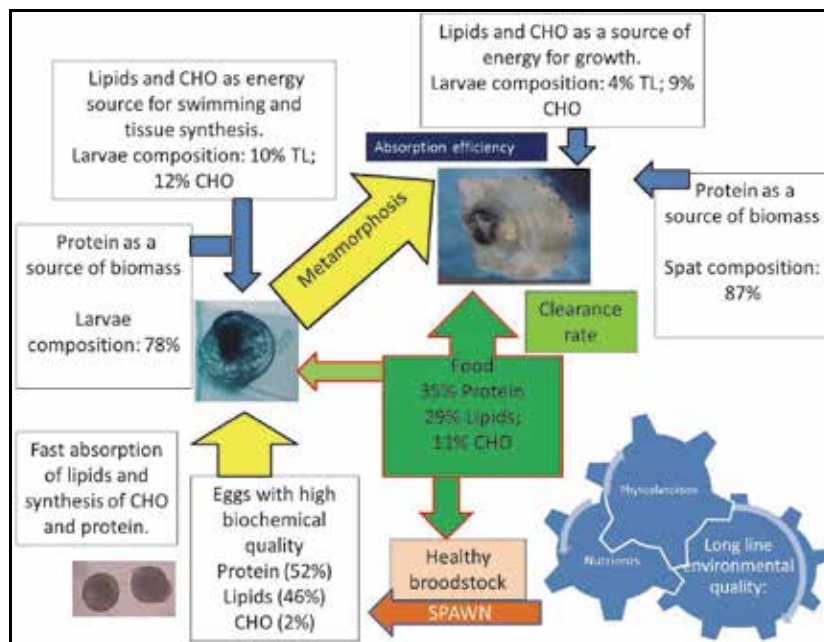 Lipids and CHO as energy
source for swimming and
tissue synthesis.
Larvae composition: 10% TL;
12% CHO
Lipids and CHO as a source of
energy for growth.
Larvae composition: 4% TL; 9%
CHO
Absorption efficiency
Protein as a
source of biomass
Larvae
composition: 78%
Metamorphosis
Protein as a
source of biomass
Spat composition:
87%
Clearance
rate
Food
35% Protein
29% Lipids;
11% CHO
Fast absorption
of lipids and
synthesis of CHO
and protein.
Eggs with high
biochemical
quality
Protein (52%)
Lipids (46%)
CHO (2%)
Healthy
broodstock
SPAWN
Nutrients
Long line
environmental
quality: